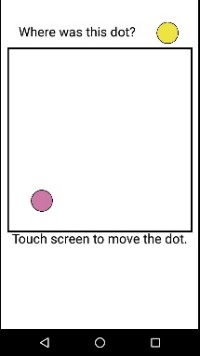 Where was this dot?
Touch screen to move the dot.